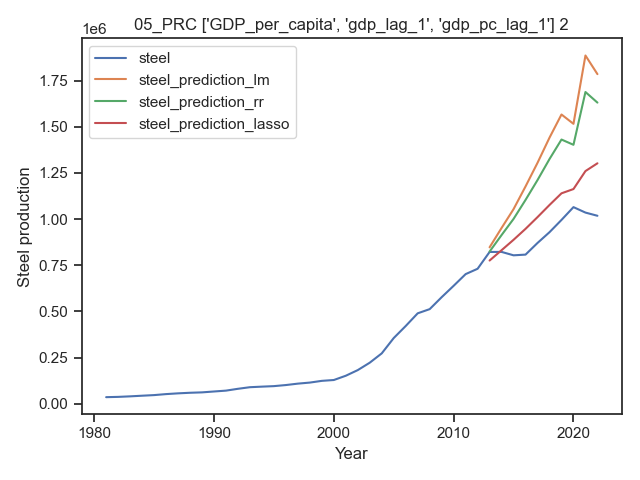 05_PRC ['GDP_per_capita', 'gdp_lag_1', 'gdp_pc_lag_1'] 2
1e6
steel
steel_prediction_lm
steel_prediction_rr
steel_prediction_lasso
1.75
1.50
1.25
1.00
0.75
0.50
0.25
0.00
Steel production
1980
1990
2000
2010
2020
Year